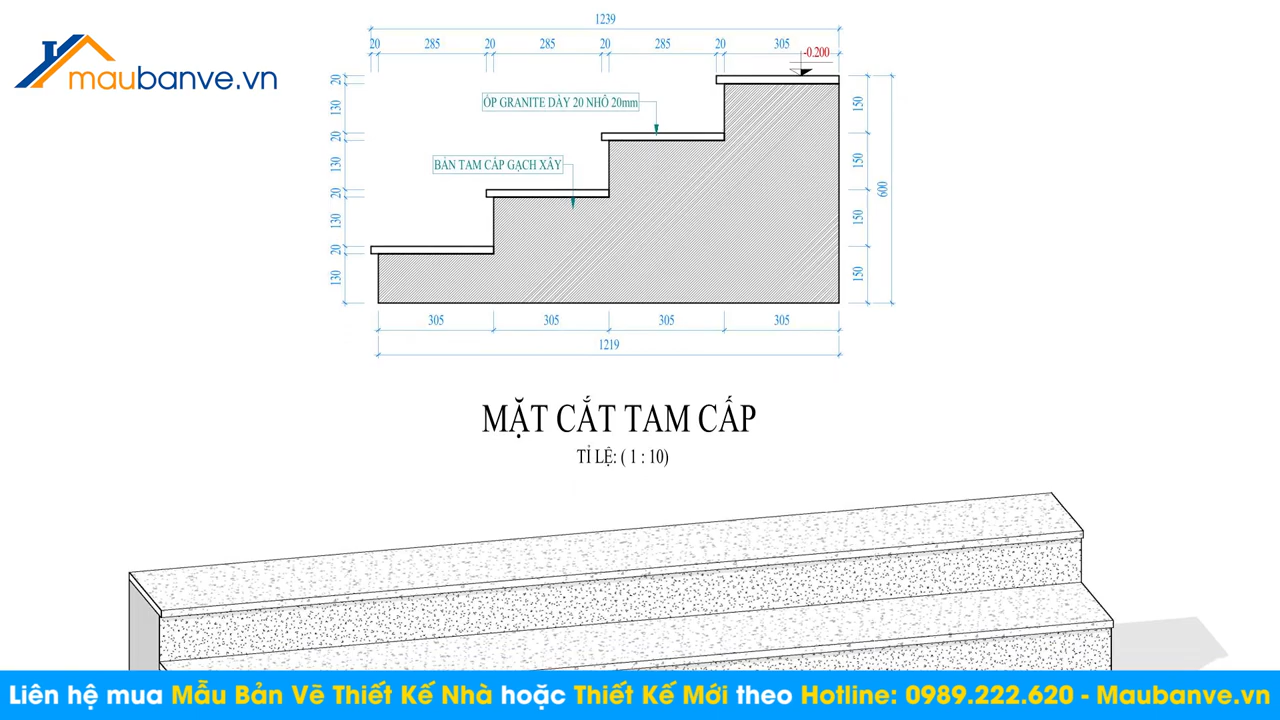 maubanve.vn
1239
20 285 20 285 20 285 20 305
-0.200
20
130
20
130
20
130
20
130
ỐP GRANITE DÀY 20 NHÔ 20mm
BẢN TAM CẤP GẠCH XÂY
150
150
150
150
600
305 305 305 305
1219
MẶT CẮT TAM CẤP
TỈ LỆ: ( 1 : 10)
Liên hệ mua Mẫu Bản Vẽ Thiết Kế Nhà hoặc Thiết Kế Mới theo Hotline: 0989.222.620 - Maubanve.vn